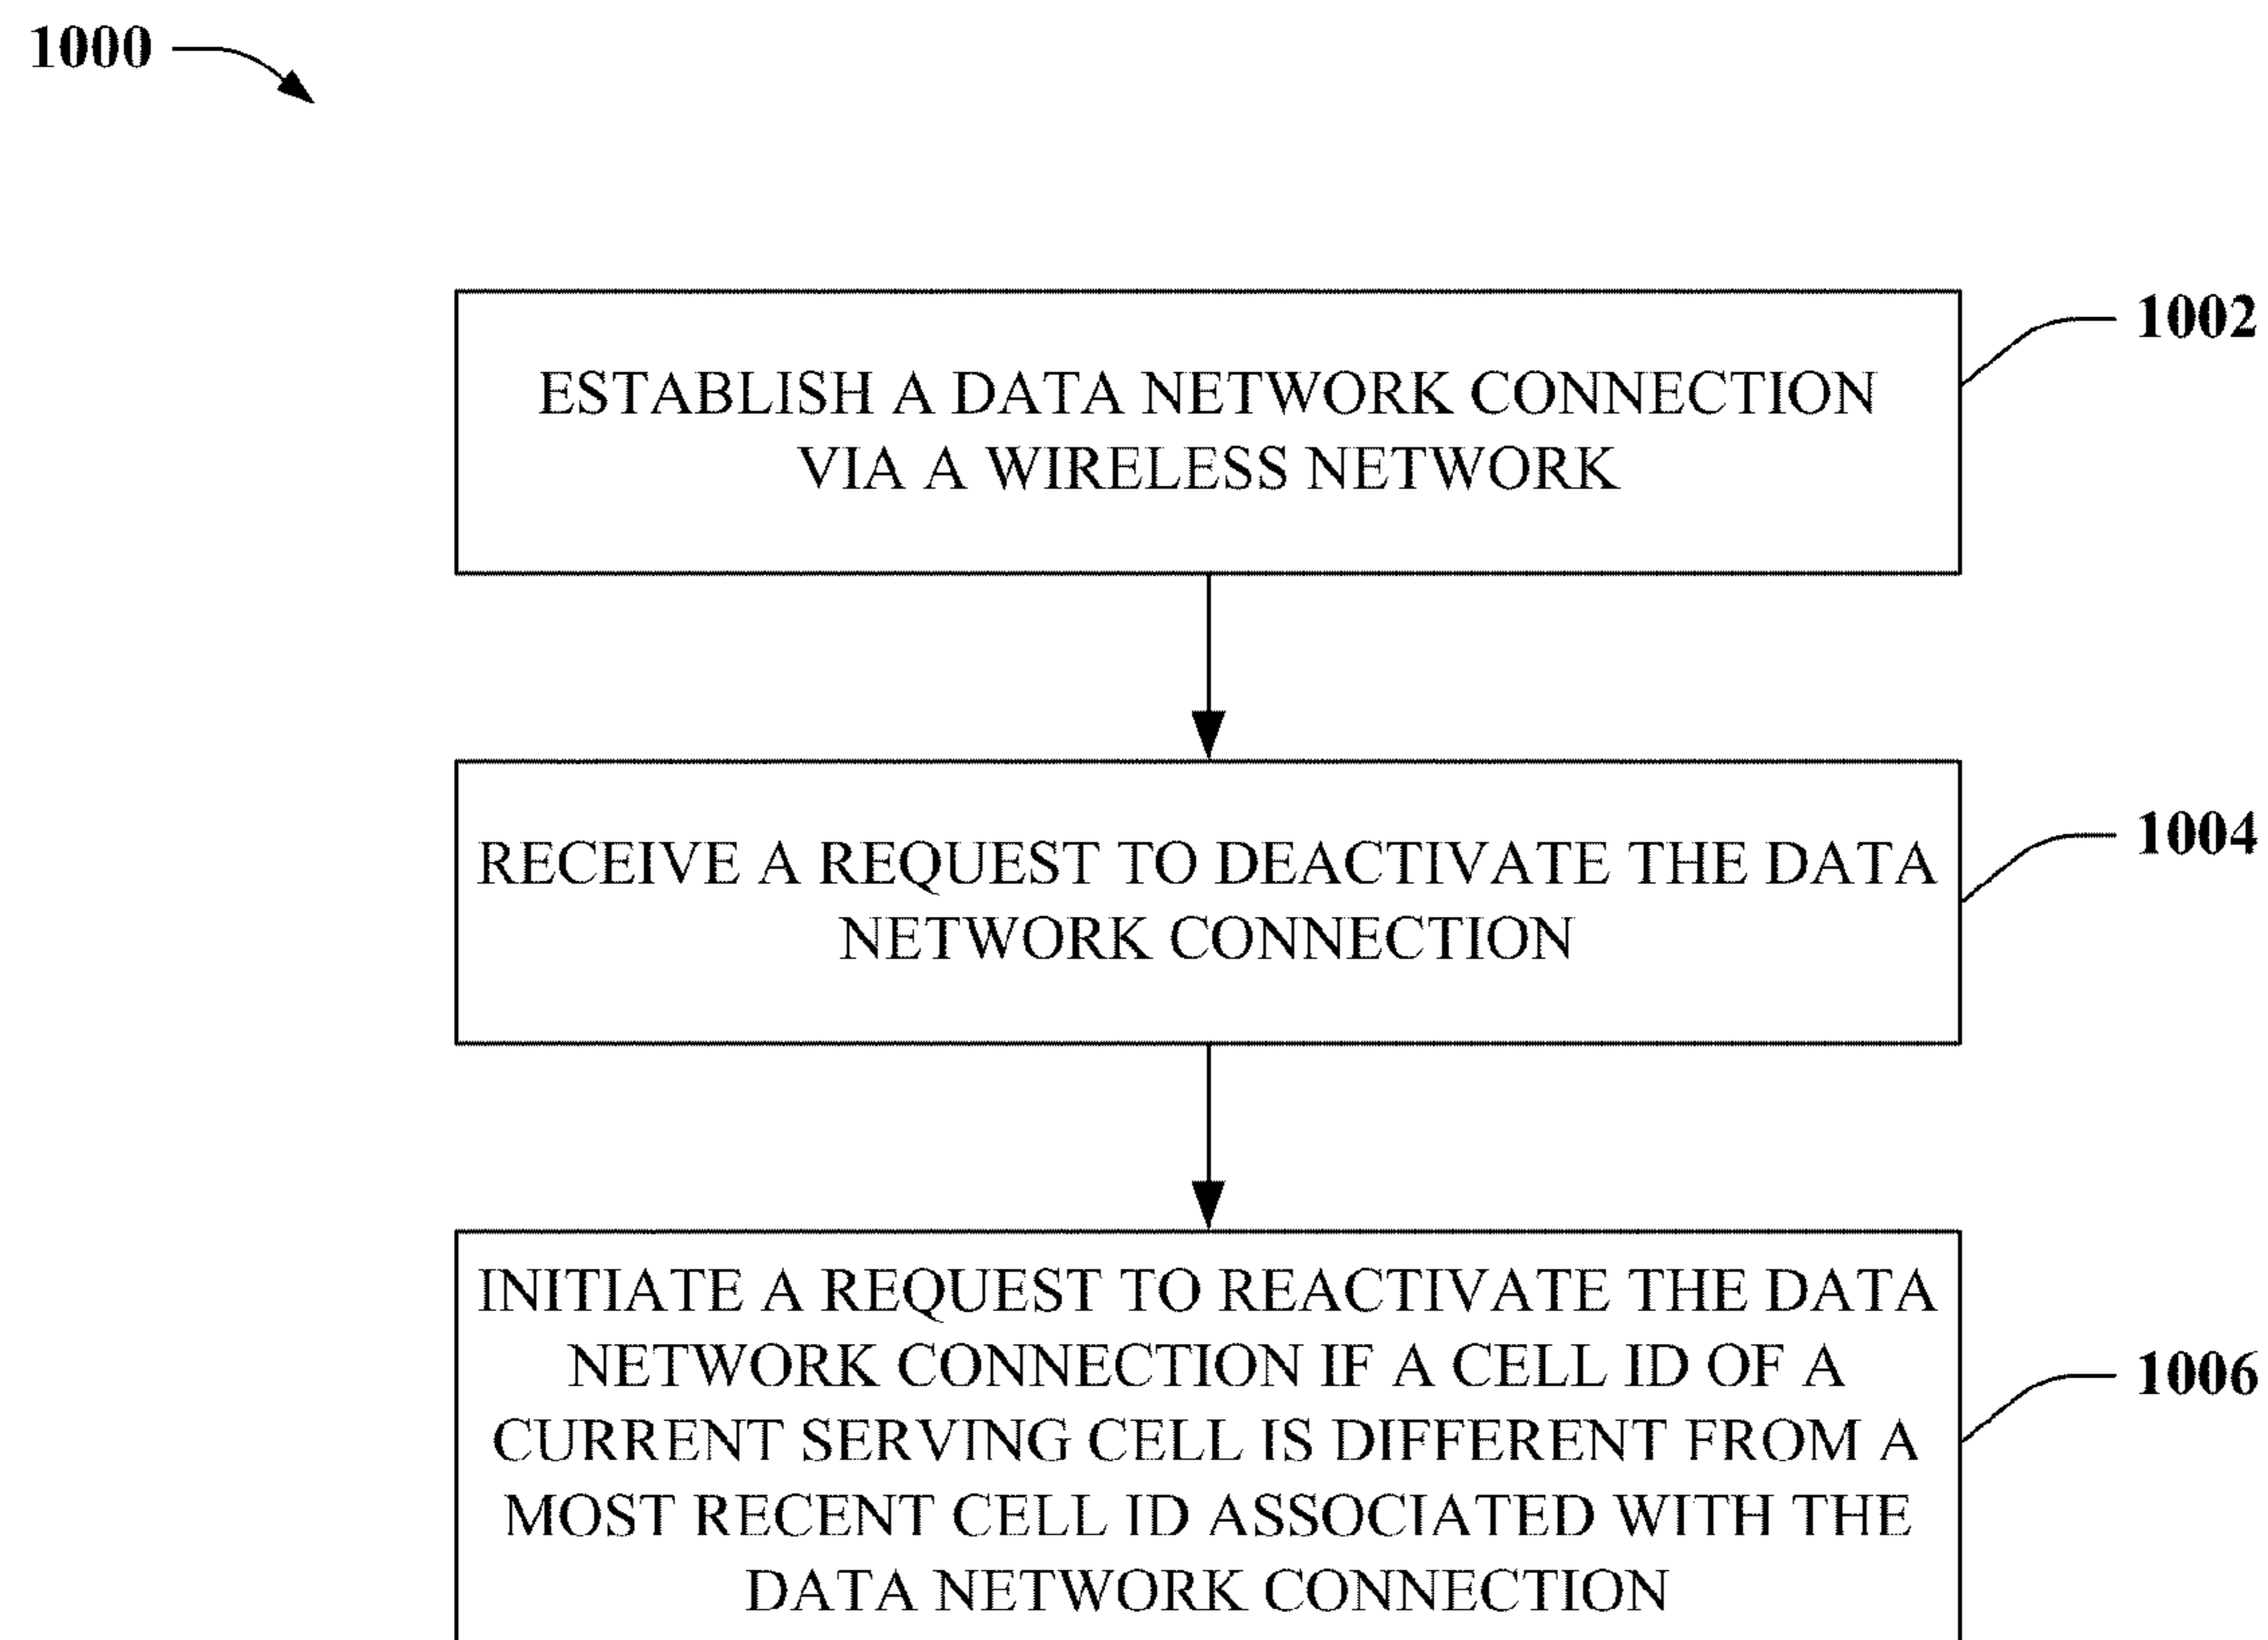 1000
ESTABLISH A DATA NETWORK CONNECTION
VIA A WIRELESS NETWORK
1002
RECEIVE A REQUEST TO DEACTIVATE THE DATA
NETWORK CONNECTION
1004
INITIATE A REQUEST TO REACTIVATE THE DATA
NETWORK CONNECTION IF A CELL ID OF A
CURRENT SERVING CELL IS DIFFERENT FROM A
MOST RECENT CELL ID ASSOCIATED WITH THE
DATA NETWORK CONNECTION
1006